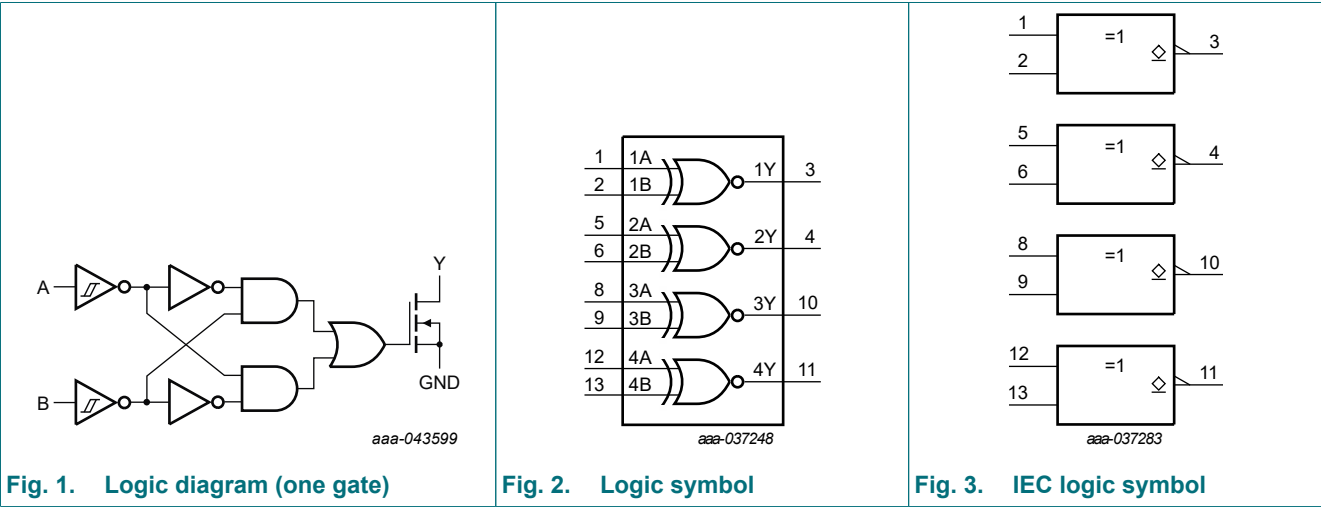 A
B
Y
GND
aaa-043599
Fig. 1. Logic diagram (one gate)
1 1A 1Y 3
2 1B
5 2A 2Y 4
6 2B
8 3A 3Y 10
9 3B
12 4A 4Y 11
13 4B
aaa-037248
Fig. 2. Logic symbol
1 =1 3
2
5 =1 4
6
8 =1 10
9
12 =1 11
13
aaa-037283
Fig. 3. IEC logic symbol